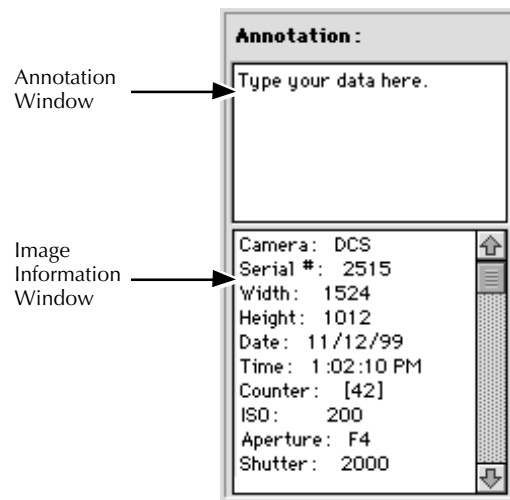 Annotation:
Annotation
Window
Type your data here.
Image
Information
Window
Camera: DCS
Serial #: 2515
Width: 1524
Height: 1012
Date: 11/12/99
Time: 1:02:10 PM
Counter: [42]
ISO: 200
Aperture: F4
Shutter: 2000